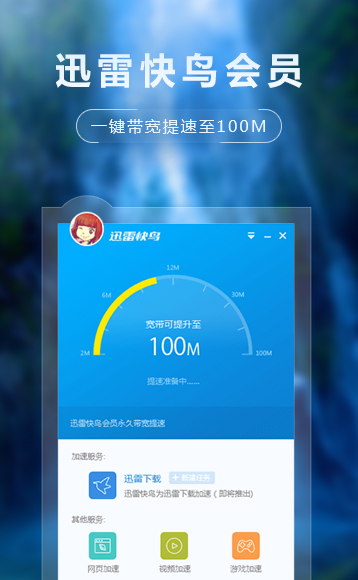 迅雷快鸟会员
一键带宽提速至100M
迅雷快鸟
12M
6M
30M
宽带可提升至
100M
2M
100M
提速准备中......
迅雷快鸟会员永久带宽提速
加速服务:
迅雷下载
+ 新建任务
迅雷快鸟为迅雷下载加速（即将推出）
其他服务:
网页加速
视频加速
游戏加速